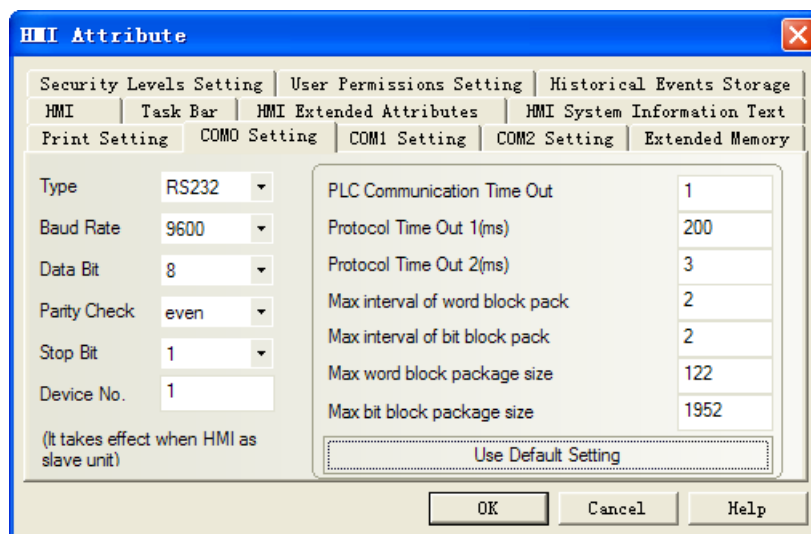 HMI Attribute
Security Levels Setting User Permissions Setting Historical Events Storage
HMI Task Bar HMI Extended Attributes HMI System Information Text
Print Setting COM0 Setting COM1 Setting COM2 Setting Extended Memory
Type RS232
Baud Rate 9600
Data Bit 8
Parity Check even
Stop Bit 1
Device No. 1
(It takes effect when HMI as
slave unit)
PLC Communication Time Out 1
Protocol Time Out 1(ms) 200
Protocol Time Out 2(ms) 3
Max interval of word block pack 2
Max interval of bit block pack 2
Max word block package size 122
Max bit block package size 1952
Use Default Setting
OK Cancel Help